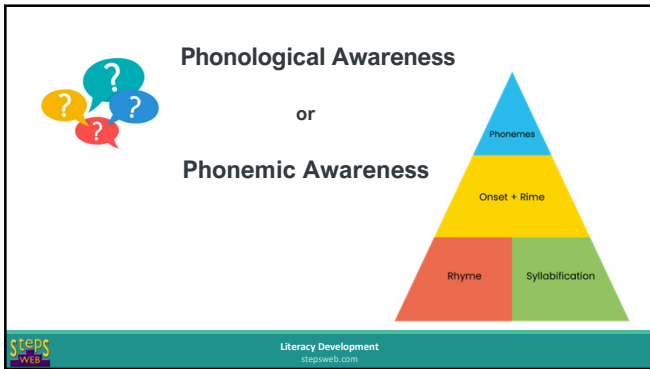 Phonological Awareness
or
Phonemic Awareness
?
?
?
?
Phonemes
Onset + Rime
Rhyme
Syllabification
steps
WEB
Literacy Development
stepsweb.com